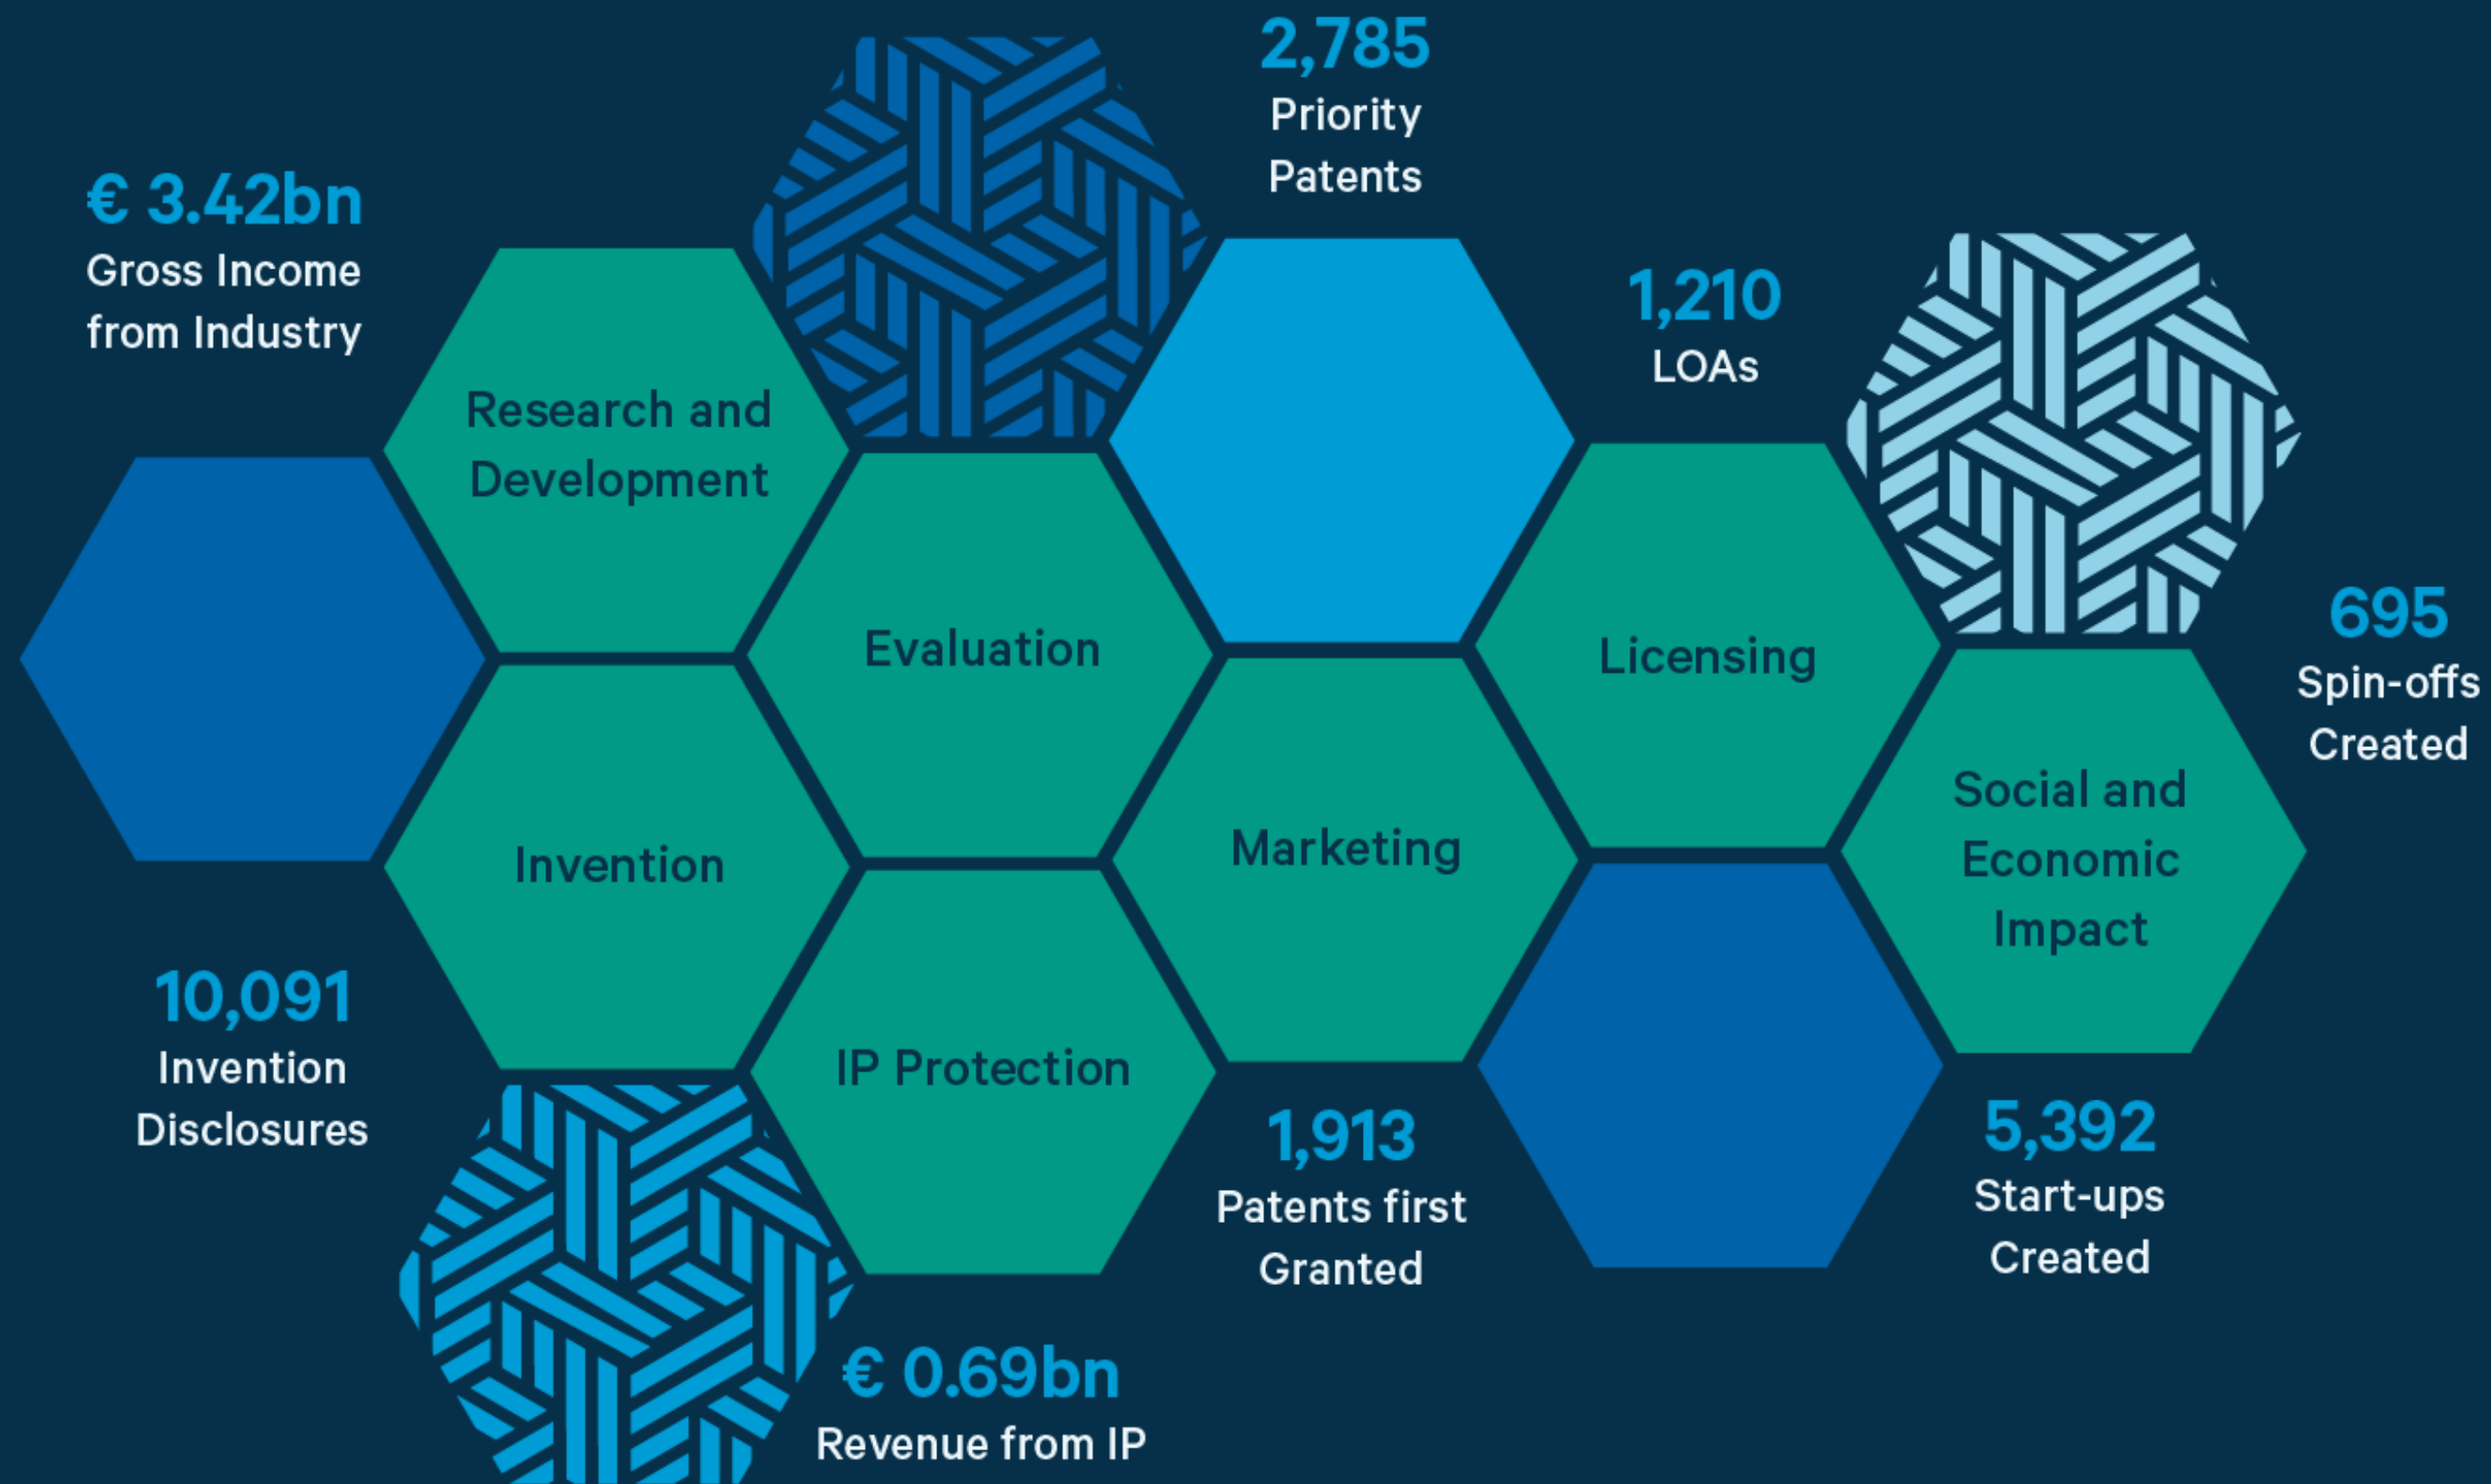 2,785
Priority
Patents
€ 3.42bn
Gross Income
from Industry
1,210
LOAs
Research and
Development
Evaluation
Licensing
695
Spin-offs
Created
Invention
Marketing
Social and
Economic
Impact
10,091
Invention
Disclosures
IP Protection
1,913
Patents first
Granted
5,392
Start-ups
Created
€ 0.69bn
Revenue from IP